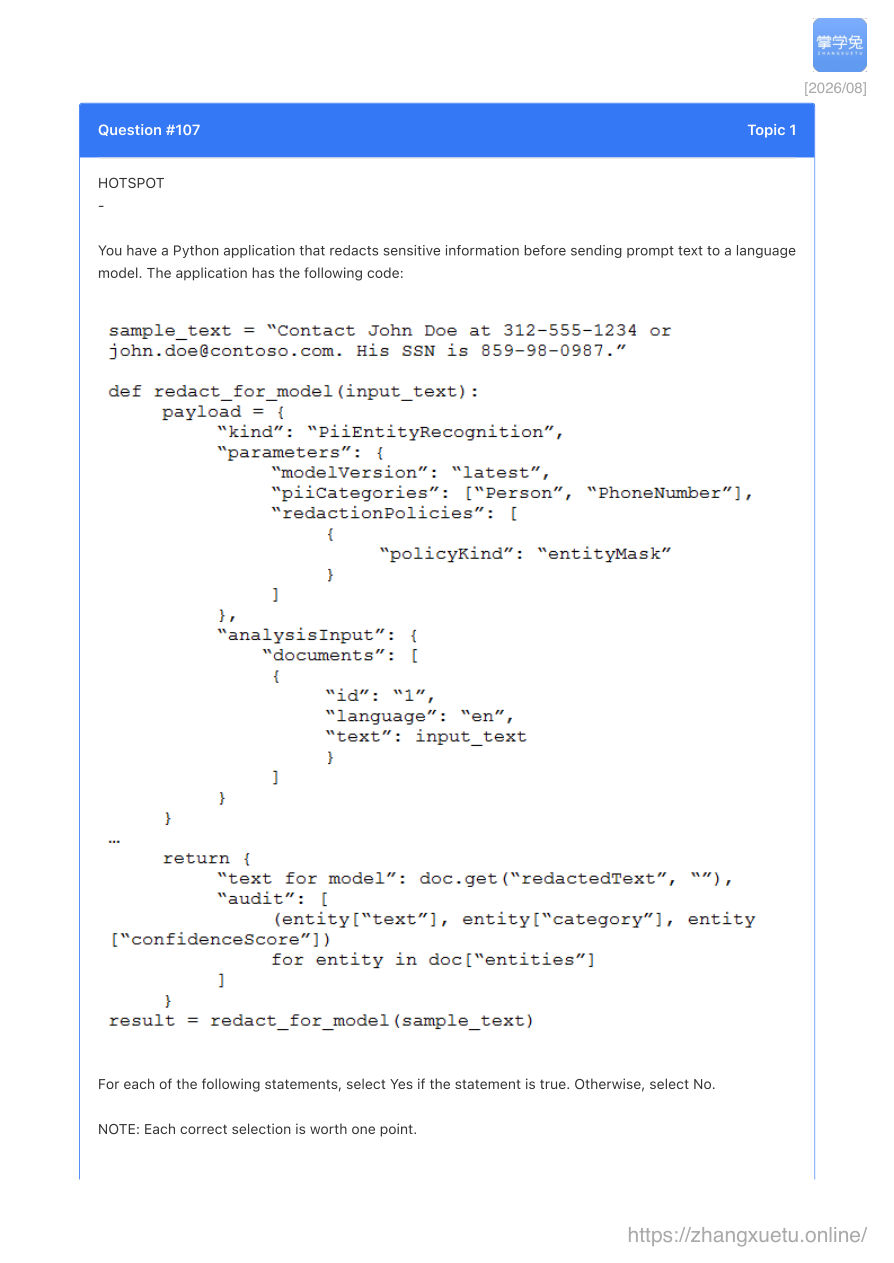 掌学兔
ZHANGXUETU
[2026/08]
Question #107 Topic 1
HOTSPOT
-
You have a Python application that redacts sensitive information before sending prompt text to a language
model. The application has the following code:
sample_text = “Contact John Doe at 312-555-1234 or
john.doe@contoso.com. His SSN is 859-98-0987.”
def redact_for_model(input_text):
payload = {
“kind”: “PiiEntityRecognition”,
“parameters”: {
“modelVersion”: “latest”,
“piiCategories”: [“Person”, “PhoneNumber”],
“redactionPolicies”: [
{
“policyKind”: “entityMask”
}
]
},
“analysisInput”: {
“documents”: [
{
“id”: “1”,
“language”: “en”,
“text”: input_text
}
]
}
}
…
return {
“text for model”: doc.get(“redactedText”, “”),
“audit”: [
(entity[“text”], entity[“category”], entity
[“confidenceScore”])
for entity in doc[“entities”]
]
}
result = redact_for_model(sample_text)
For each of the following statements, select Yes if the statement is true. Otherwise, select No.
NOTE: Each correct selection is worth one point.
https://zhangxuetu.online/